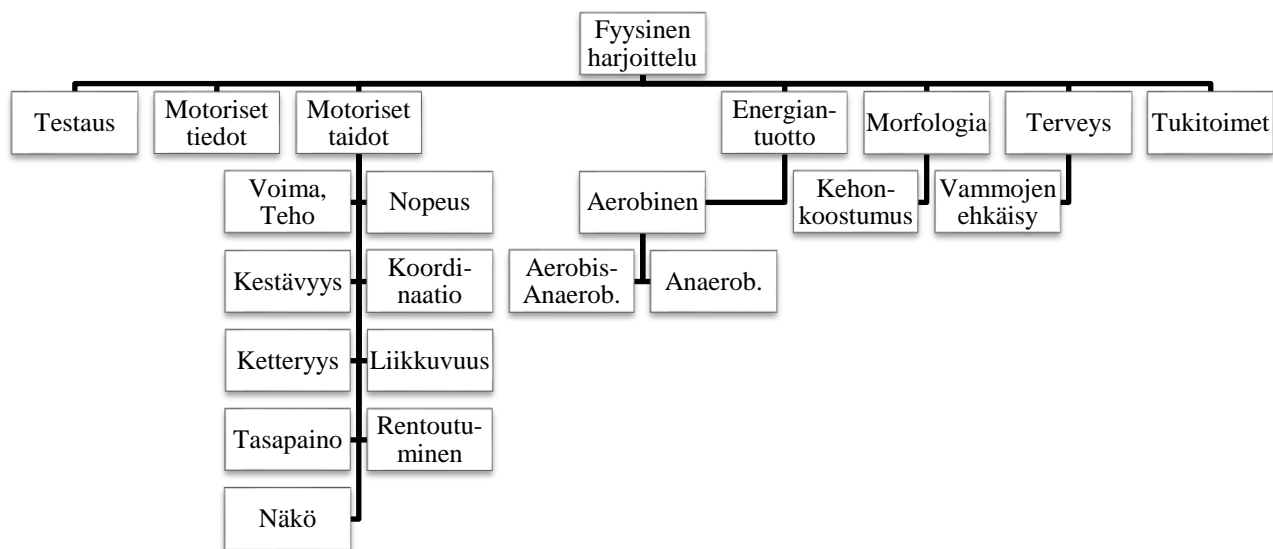 Fyysinen
harjoittelu
Testaus
Motoriset
tiedot
Motoriset
taidot
Energian-
tuotto
Morfologia
Terveys
Tukitoimet
Voima,
Teho
Nopeus
Kestävyys
Koordi-
naatio
Ketteryys
Liikkuvuus
Tasapaino
Rentoutu-
minen
Näkö
Aerobinen
Aerobis-
Anaerob.
Anaerob.
Kehon-
koostumus
Vammojen
ehkäisy